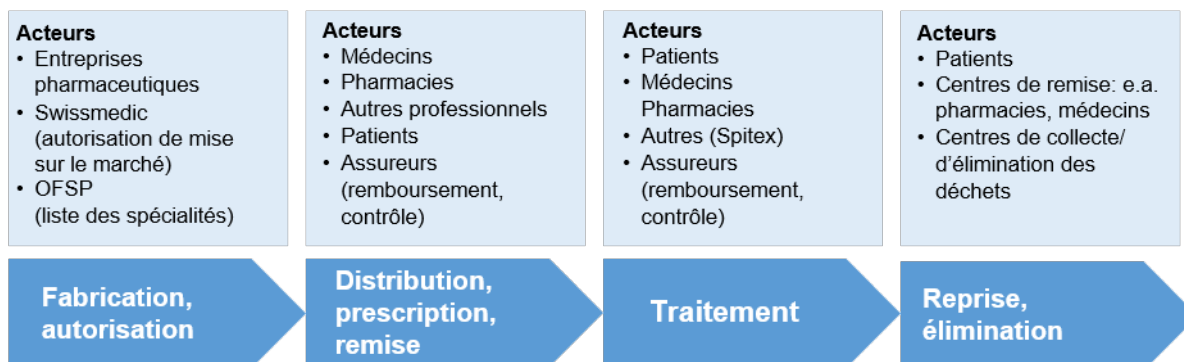 Acteurs
• Entreprises
pharmaceutiques
• Swissmedic
(autorisation de mise
sur le marché)
• OFSP
(liste des spécialités)
Acteurs
• Médecins
• Pharmacies
• Autres professionnels
• Patients
• Assureurs
(remboursement,
contrôle)
Acteurs
• Patients
• Médecins
Pharmacies
• Autres (Spitex)
• Assureurs
(remboursement,
contrôle)
Acteurs
• Patients
• Centres de remise: e.a.
pharmacies, médecins
• Centres de collecte/
d'élimination des
déchets
Fabrication,
autorisation
Distribution,
prescription,
remise
Traitement
Reprise,
élimination